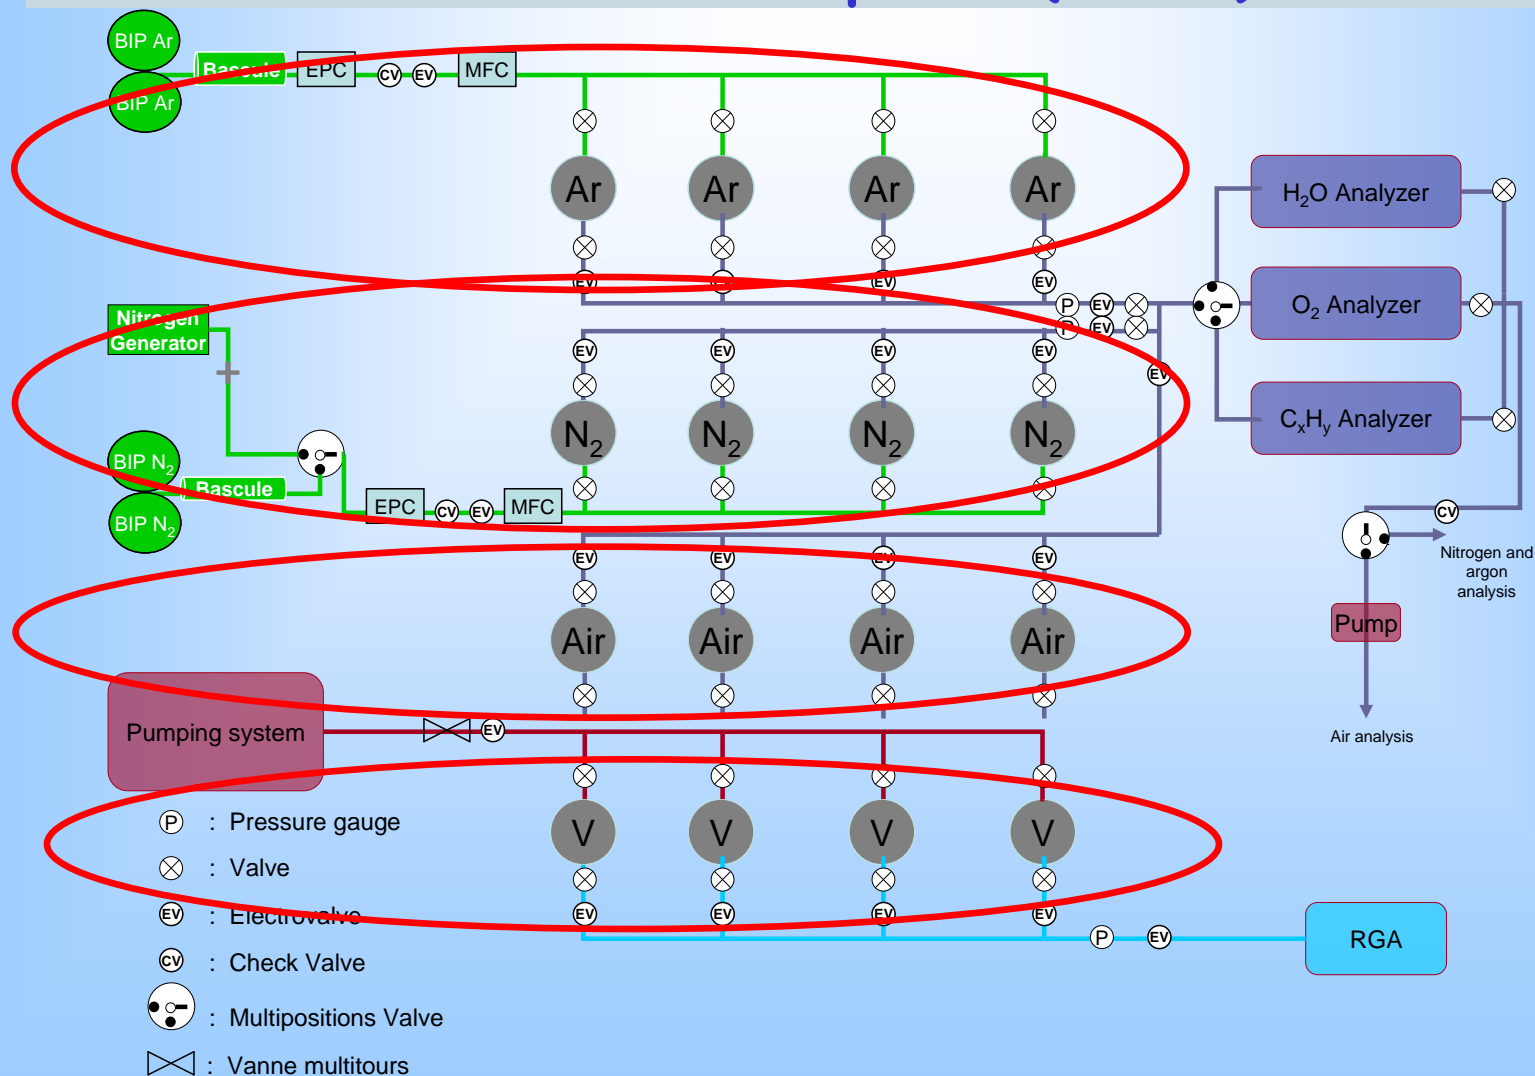 BIP Ar
Bascule
EPC
CV
EV
MFC
BIP Ar
Ar
Ar
Ar
Ar
H2O Analyzer
EV
EV
EV
EV
P
EV
O2 Analyzer
P
EV
Nitrogen
Generator
EV
EV
EV
EV
EV
CxHy Analyzer
N2
N2
N2
N2
BIP N2
Bascule
EPC
CV
EV
MFC
BIP N2
CV
Nitrogen and
argon
analysis
EV
EV
EV
EV
Pump
Air
Air
Air
Air
Pumping system
EV
Air analysis
V
V
V
V
P : Pressure gauge
: Valve
EV : Electrovalve
EV
EV
EV
EV
P
EV
RGA
CV : Check Valve
: Multipositions Valve
: Vanne multitours